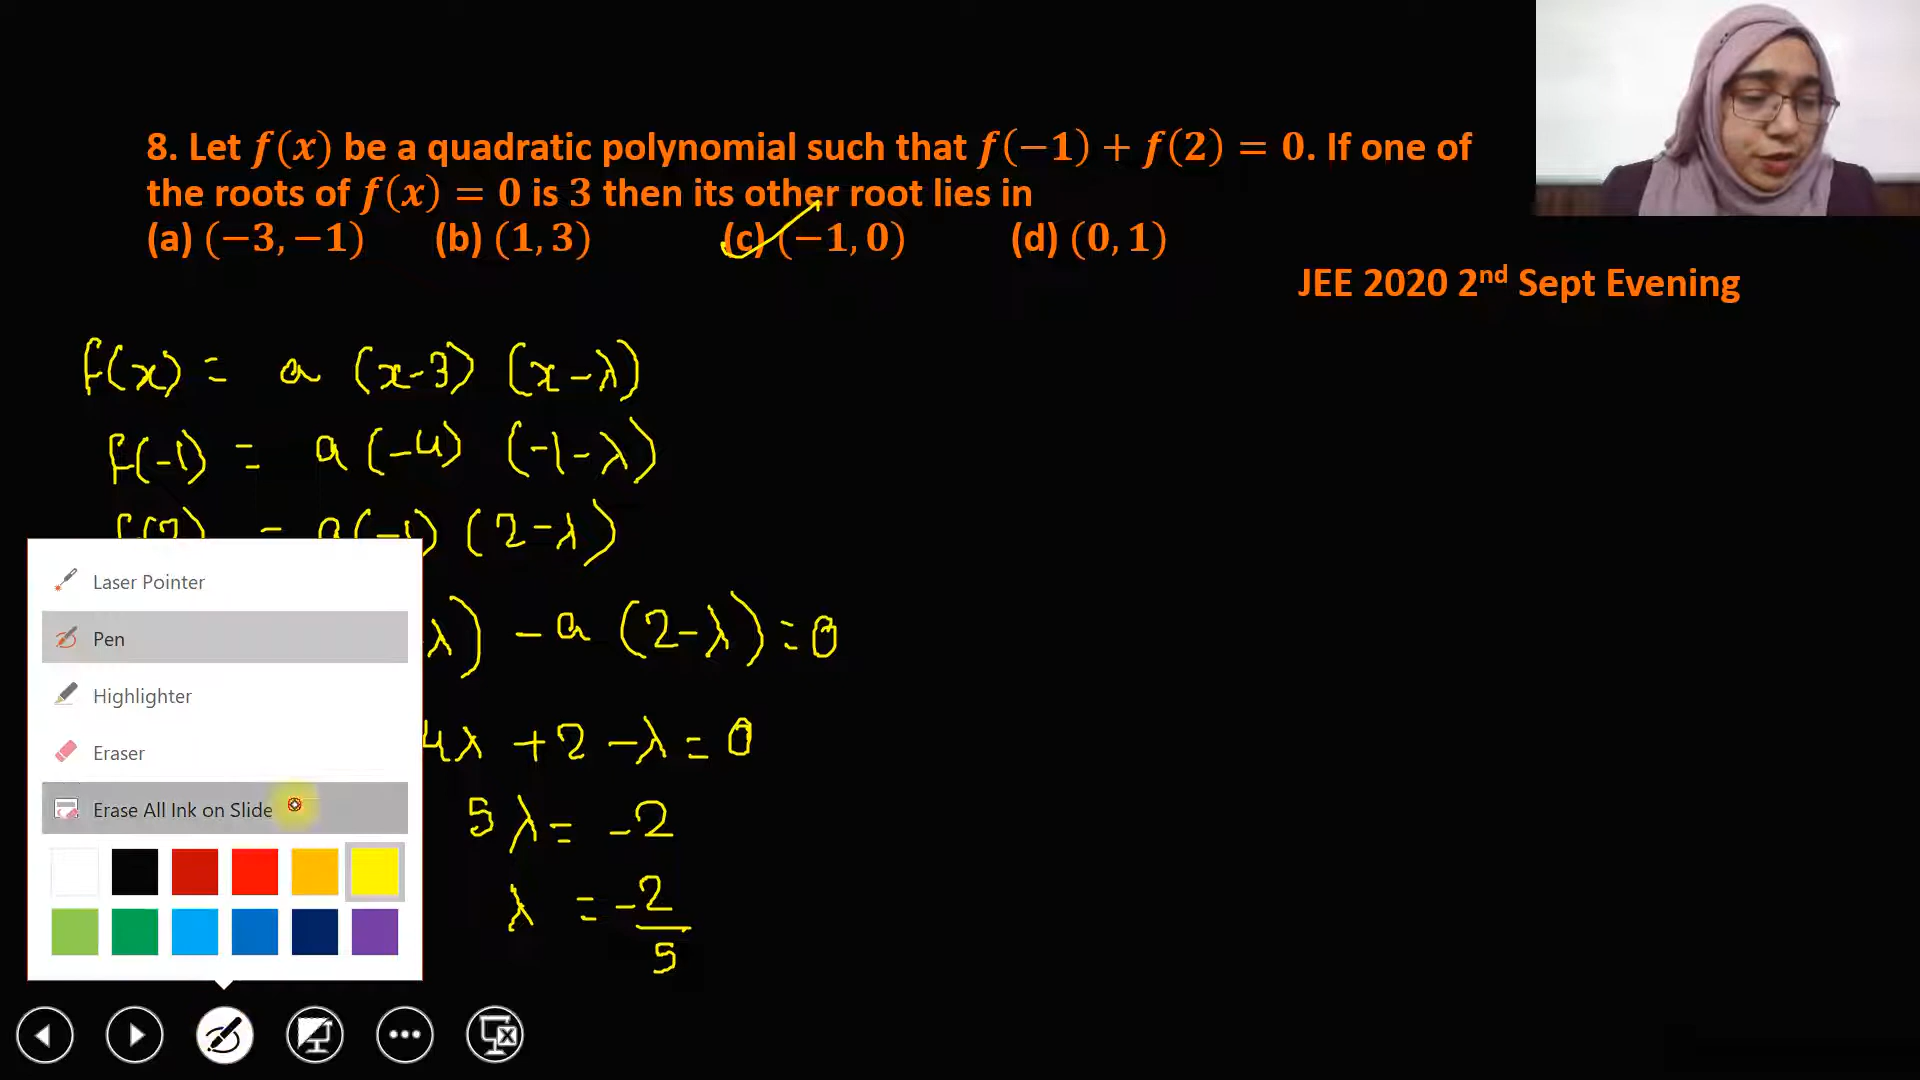 8. Let f(x) be a quadratic polynomial such that f(−1) + f(2) = 0. If one of
the roots of f(x) = 0 is 3 then its other root lies in
(a) (−3, −1) (b) (1, 3) (c) (−1, 0) (d) (0, 1)
JEE 2020 2nd Sept Evening
f(x) = a (x-3) (x-λ)
f(-1) = a(-4) (-1-λ)
f(2) = a(-1) (2-λ)
λ) - a (2-λ) = 0
4λ + 2 - λ = 0
5λ = -2
λ = -2/5
Laser Pointer
Pen
Highlighter
Eraser
Erase All Ink on Slide